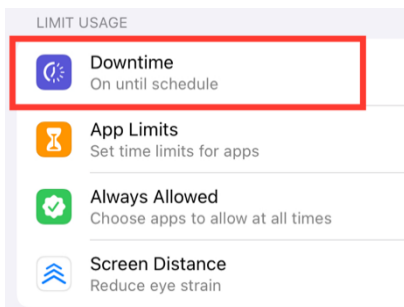 LIMIT USAGE
Downtime
On until schedule
App Limits
Set time limits for apps
Always Allowed
Choose apps to allow at all times
Screen Distance
Reduce eye strain